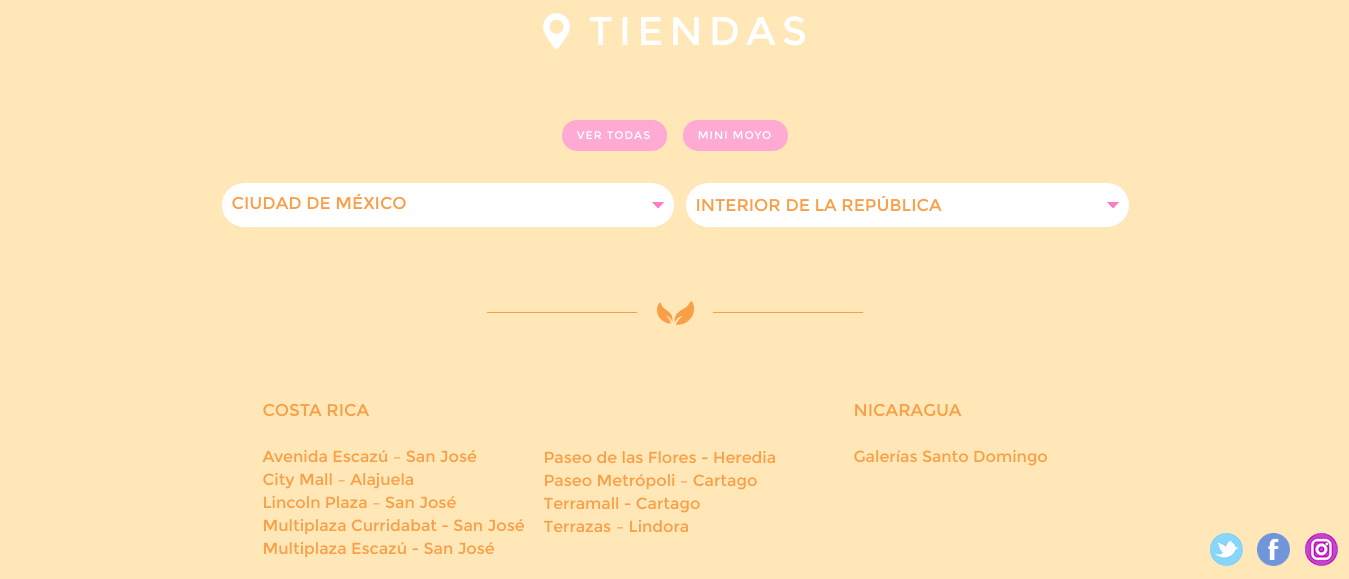 TIENDAS
VER TODAS
MINI MOYO
CIUDAD DE MÉXICO
INTERIOR DE LA REPÚBLICA
COSTA RICA
Avenida Escazú – San José
City Mall – Alajuela
Lincoln Plaza – San José
Multiplaza Curridabat - San José
Multiplaza Escazú - San José
Paseo de las Flores - Heredia
Paseo Metrópoli – Cartago
Terramall - Cartago
Terrazas – Lindora
NICARAGUA
Galerías Santo Domingo